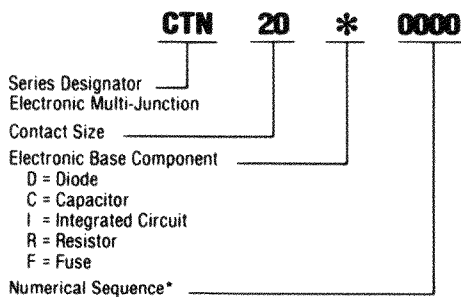 CTN 20 * 0000
Series Designator
Electronic Multi-Junction
Contact Size
Electronic Base Component
D = Diode
C = Capacitor
I = Integrated Circuit
R = Resistor
F = Fuse
Numerical Sequence*